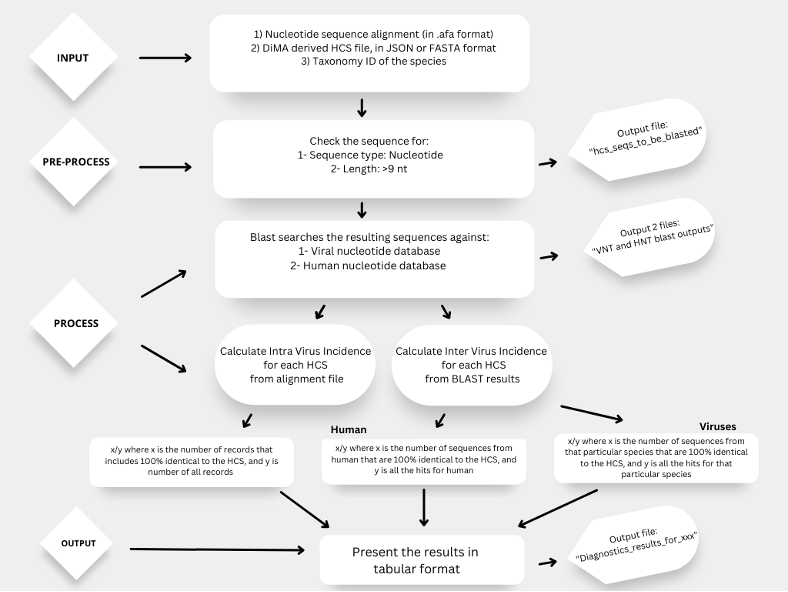 INPUT
1) Nucleotide sequence alignment (in .afa format)
2) DiMA derived HCS file, in JSON or FASTA format
3) Taxonomy ID of the species
PRE-PROCESS
Check the sequence for:
1- Sequence type: Nucleotide
2- Length: >9 nt
Output file:
"hcs_seqs_to_be_blasted"
Blast searches the resulting sequences against:
1- Viral nucleotide database
2- Human nucleotide database
Output 2 files:
"VNT and HNT blast outputs"
PROCESS
Calculate Intra Virus Incidence
for each HCS
from alignment file
Calculate Inter Virus Incidence
for each HCS
from BLAST results
x/y where x is the number of records that
includes 100% identical to the HCS, and y is
number of all records
Human
x/y where x is the number of sequences from
human that are 100% identical to the HCS, and
y is all the hits for human
Viruses
x/y where x is the number of sequences from
that particular species that are 100% identical
to the HCS, and y is all the hits for that
particular species
OUTPUT
Present the results in
tabular format
Output file:
"Diagnostics_results_for_xxx"